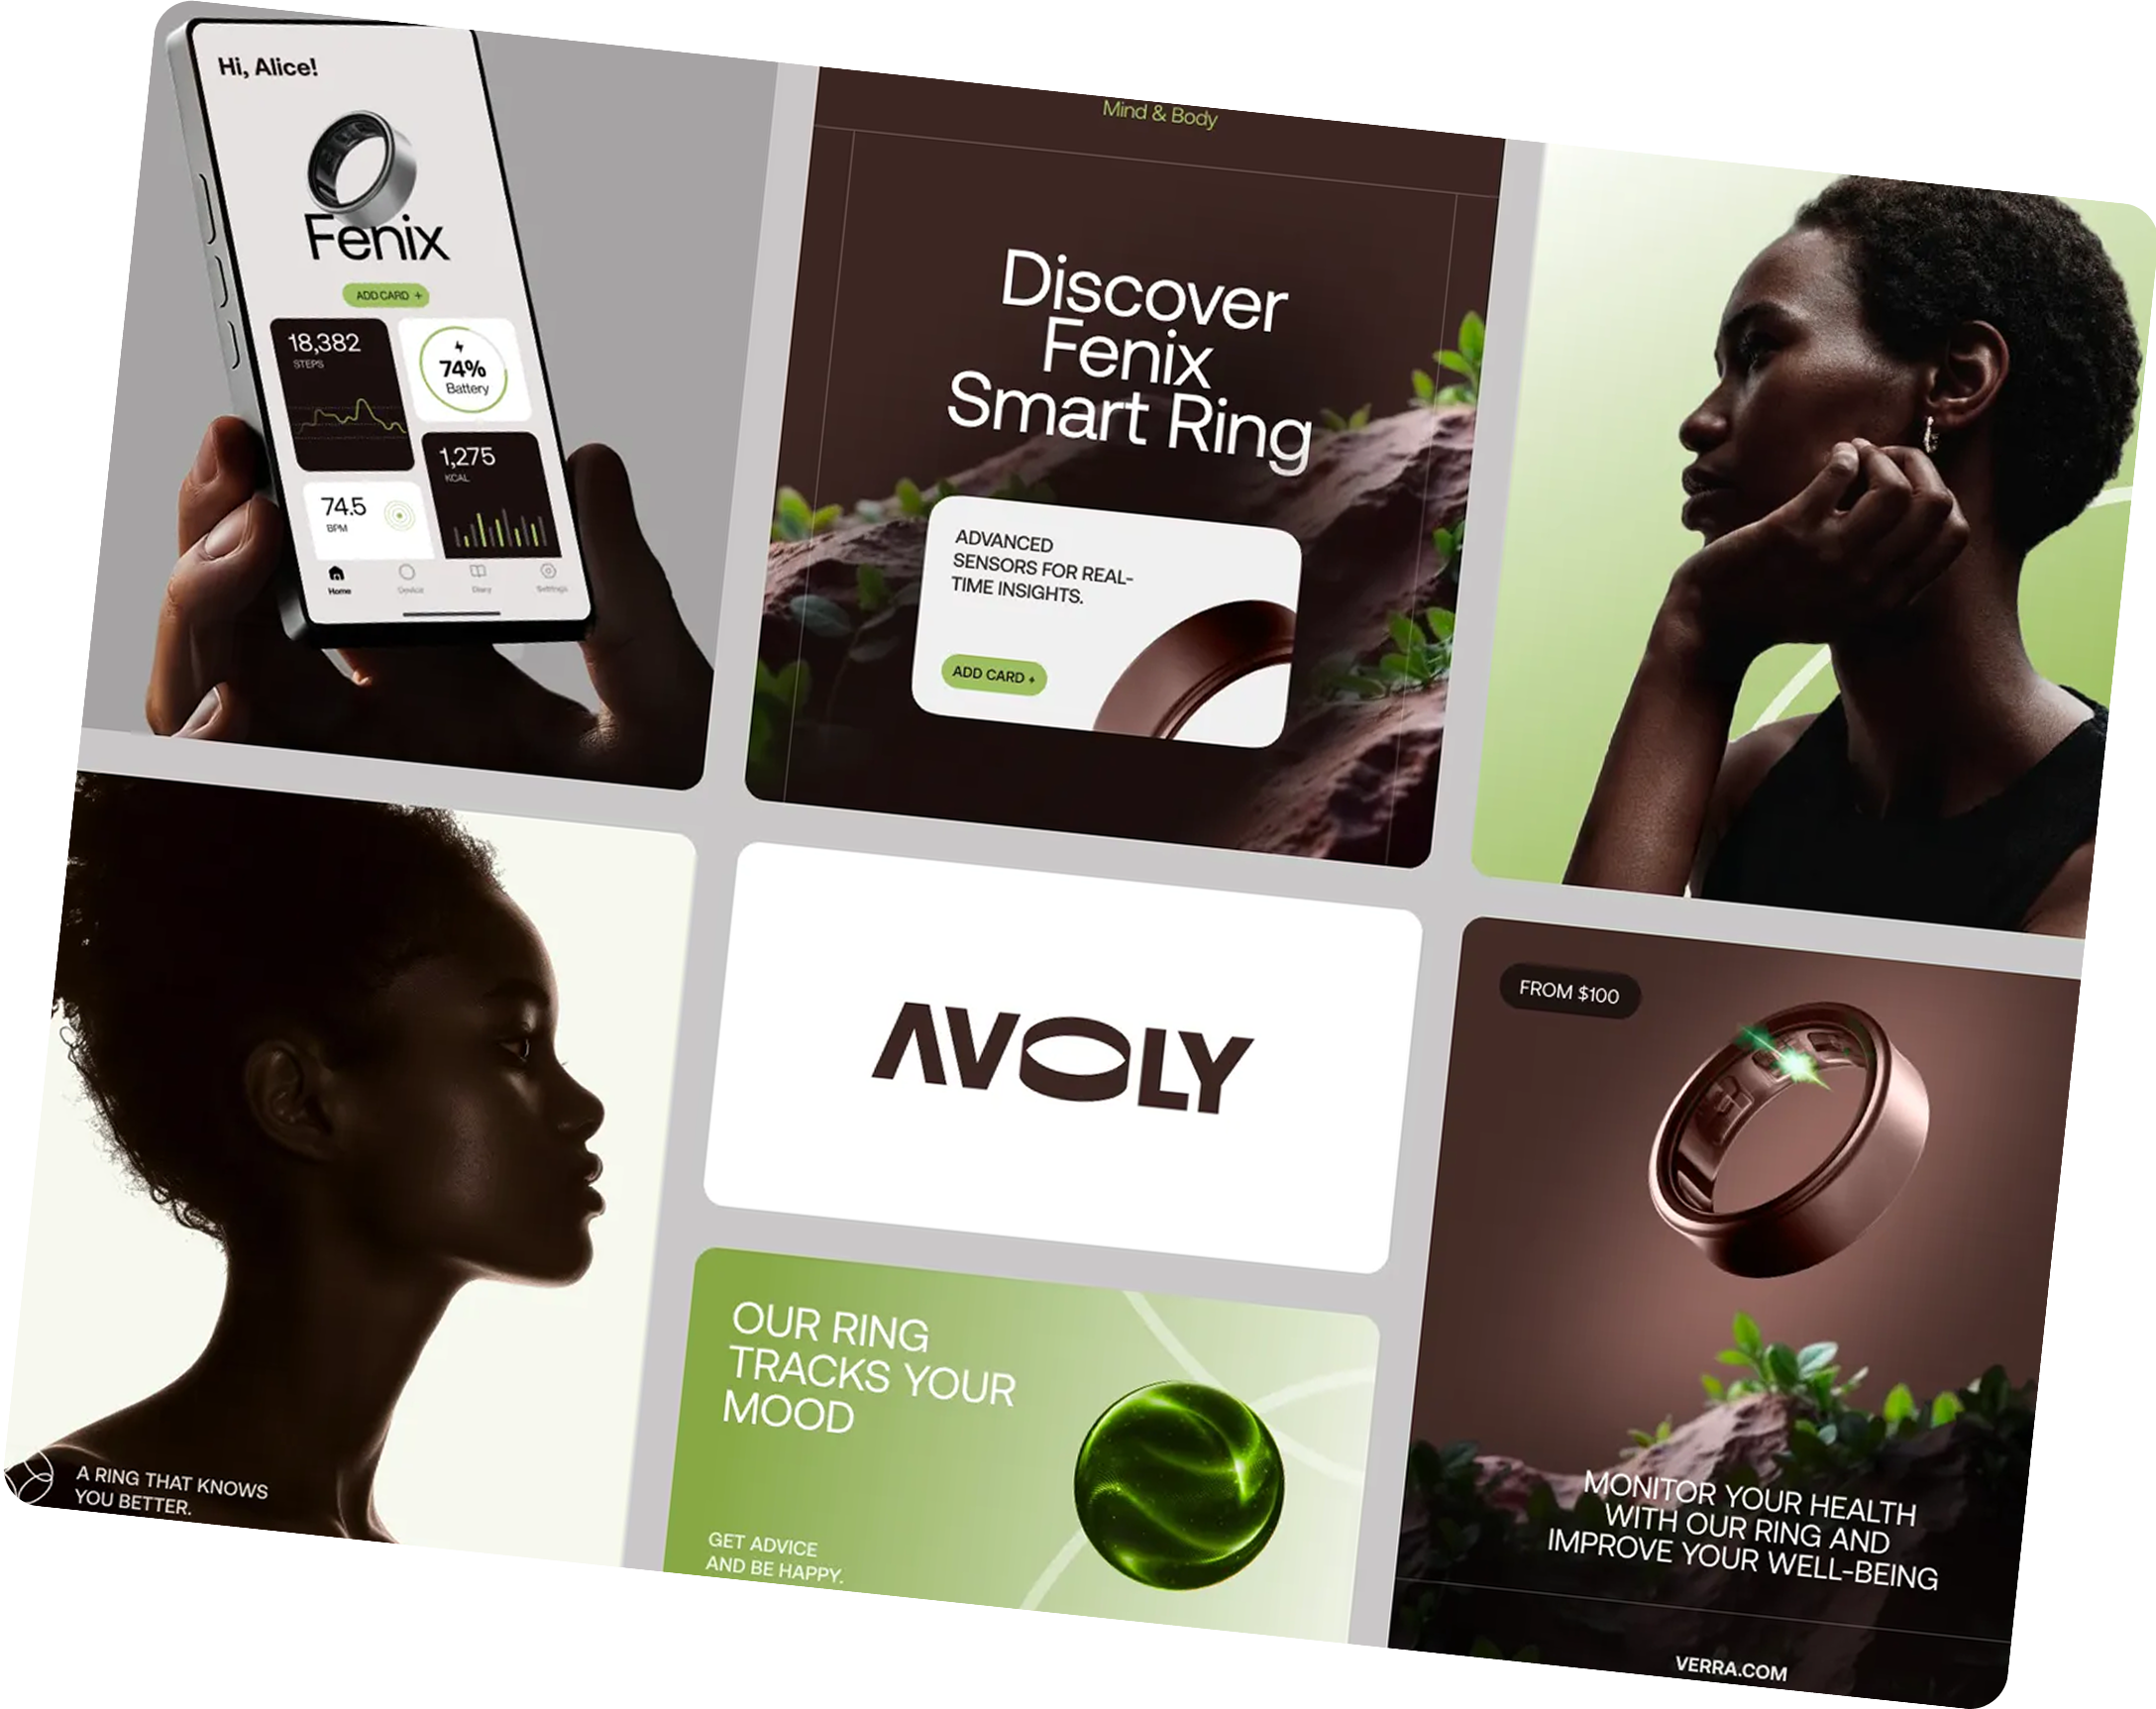 Hi, Alice!
Fenix
ADD CARD +
18,382
STEPS
74%
Battery
1,275
KCAL
74.5
BPM
Home
Device
Diary
Settings
Mind & Body
Discover
Fenix
Smart Ring
ADVANCED
SENSORS FOR REAL-
TIME INSIGHTS.
ADD CARD +
A RING THAT KNOWS
YOU BETTER.
AVOLY
OUR RING
TRACKS YOUR
MOOD
GET ADVICE
AND BE HAPPY.
FROM $100
MONITOR YOUR HEALTH
WITH OUR RING AND
IMPROVE YOUR WELL-BEING
VERRA.COM